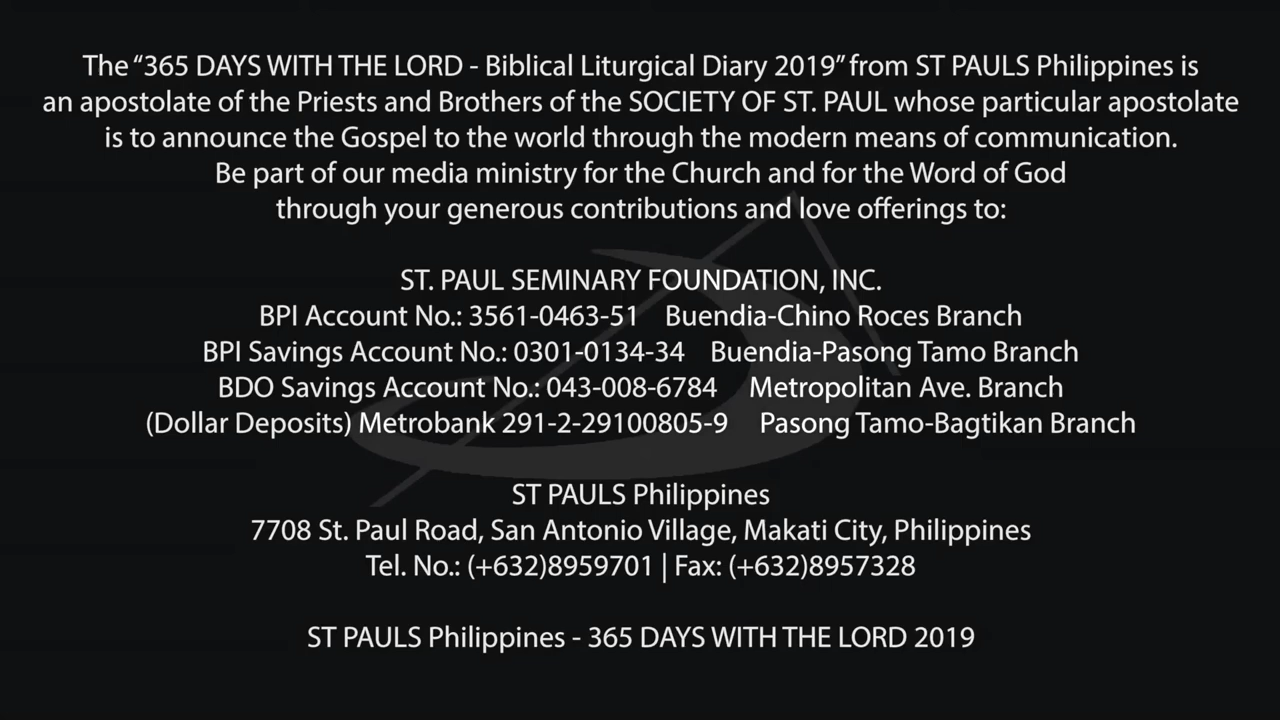 The “365 DAYS WITH THE LORD - Biblical Liturgical Diary 2019” from ST PAULS Philippines is
an apostolate of the Priests and Brothers of the SOCIETY OF ST. PAUL whose particular apostolate
is to announce the Gospel to the world through the modern means of communication.
Be part of our media ministry for the Church and for the Word of God
through your generous contributions and love offerings to:
ST. PAUL SEMINARY FOUNDATION, INC.
BPI Account No.: 3561-0463-51 Buendia-Chino Roces Branch
BPI Savings Account No.: 0301-0134-34 Buendia-Pasong Tamo Branch
BDO Savings Account No.: 043-008-6784 Metropolitan Ave. Branch
(Dollar Deposits) Metrobank 291-2-29100805-9 Pasong Tamo-Bagtikan Branch
ST PAULS Philippines
7708 St. Paul Road, San Antonio Village, Makati City, Philippines
Tel. No.: (+632)8959701 | Fax: (+632)8957328
ST PAULS Philippines - 365 DAYS WITH THE LORD 2019